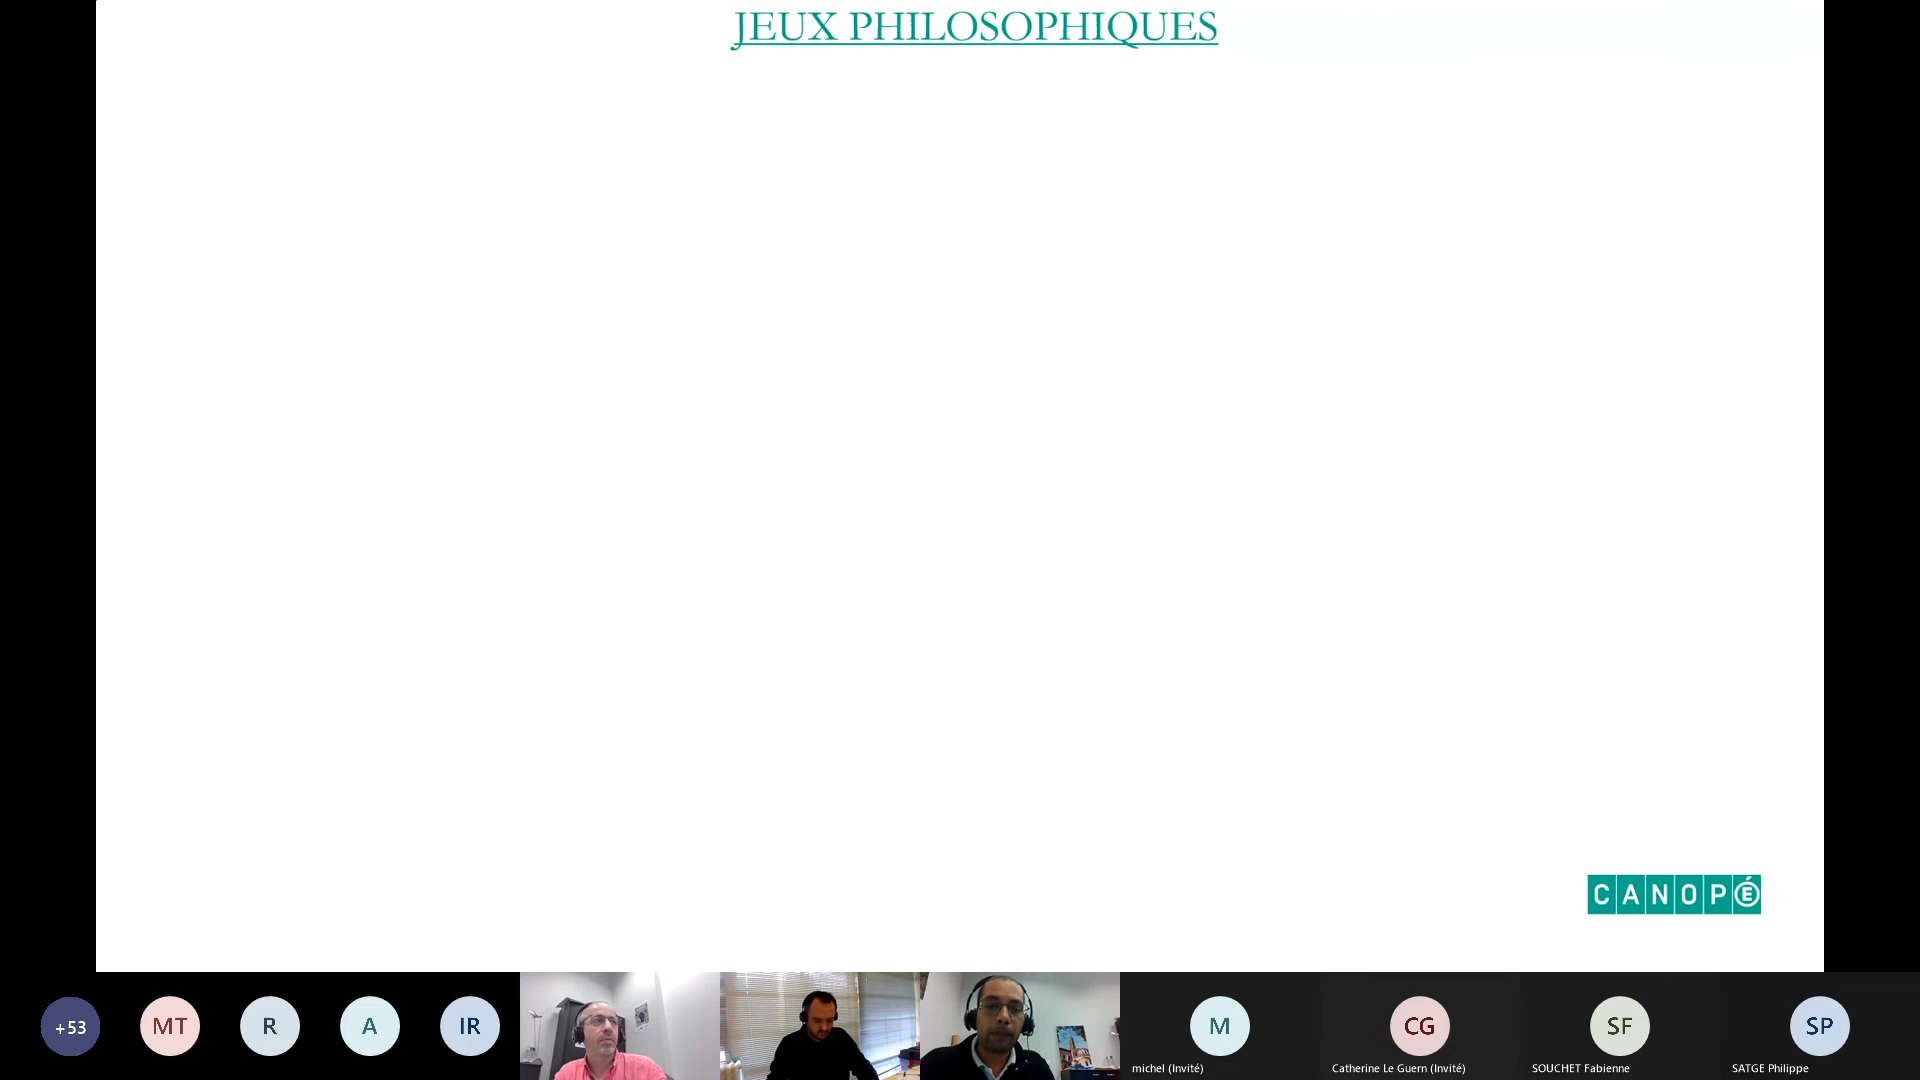 JEUX PHILOSOPHIQUES
CANOPÉ
+53
MT
R
A
IR
M
CG
SF
SP
michel (Invité)
Catherine Le Guern (Invité)
SOUCHET Fabienne
SATGE Philippe